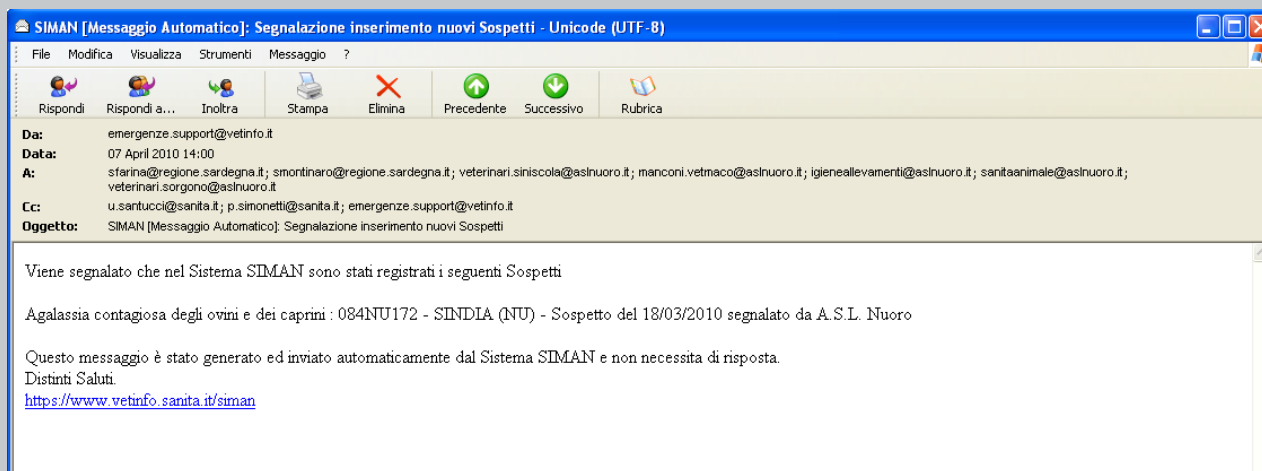 SIMAN [Messaggio Automatico]: Segnalazione inserimento nuovi Sospetti - Unicode (UTF-8)
File Modifica Visualizza Strumenti Messaggio ?
Rispondi Rispondi a... Inoltra Stampa Elimina Precedente Successivo Rubrica
Da: emergenze.support@vetinfo.it
Data: 07 April 2010 14:00
A: sfarina@regione.sardegna.it; smontinaro@regione.sardegna.it; veterinari.siniscola@aslnuoro.it; manconi.vetmaco@aslnuoro.it; igieneallevamenti@aslnuoro.it; sanitaanimale@aslnuoro.it;
veterinari.sorgono@aslnuoro.it
Cc: u.santucci@sanita.it; p.simonetti@sanita.it; emergenze.support@vetinfo.it
Oggetto: SIMAN [Messaggio Automatico]: Segnalazione inserimento nuovi Sospetti
Viene segnalato che nel Sistema SIMAN sono stati registrati i seguenti Sospetti
Agalassia contagiosa degli ovini e dei caprini : 084NU172 - SINDIA (NU) - Sospetto del 18/03/2010 segnalato da A.S.L. Nuoro
Questo messaggio è stato generato ed inviato automaticamente dal Sistema SIMAN e non necessita di risposta.
Distinti Saluti.
https://www.vetinfo.sanita.it/siman